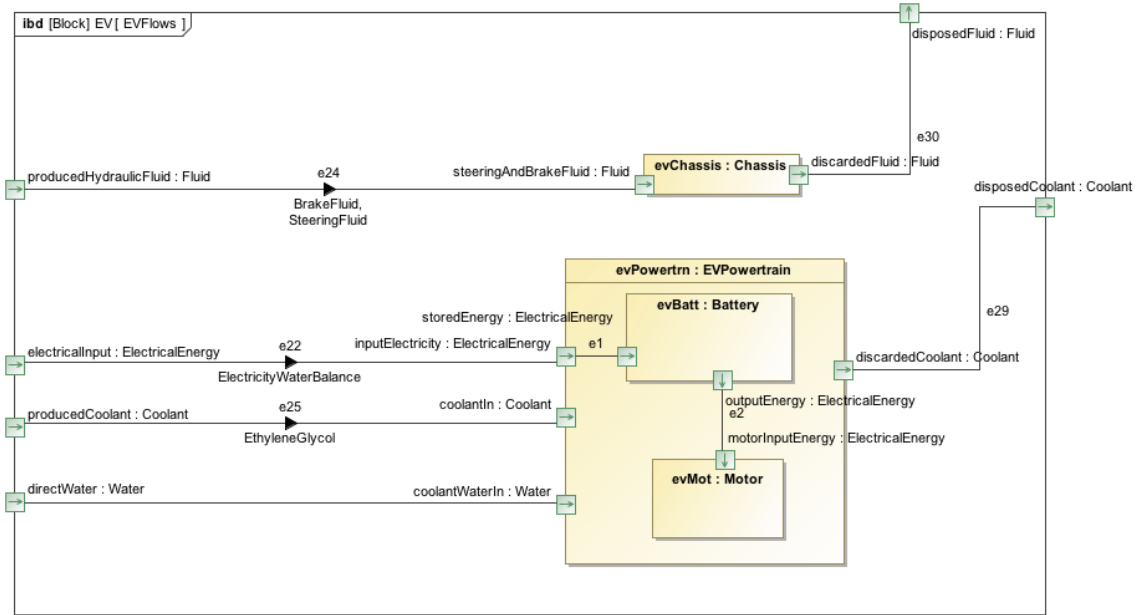 ibd [Block] EV[ EVFlows ]
disposedFluid : Fluid
e30
evChassis : Chassis
discardedFluid : Fluid
steeringAndBrakeFluid : Fluid
e24
producedHydraulicFluid : Fluid
BrakeFluid,
SteeringFluid
disposedCoolant : Coolant
evPowertrn : EVPowertrain
evBatt : Battery
storedEnergy : ElectricalEnergy
e29
electricalInput : ElectricalEnergy
e22
inputElectricity : ElectricalEnergy
e1
discardedCoolant : Coolant
ElectricityWaterBalance
producedCoolant : Coolant
e25
coolantIn : Coolant
outputEnergy : ElectricalEnergy
e2
EthyleneGlycol
motorInputEnergy : ElectricalEnergy
evMot : Motor
directWater : Water
coolantWaterIn : Water